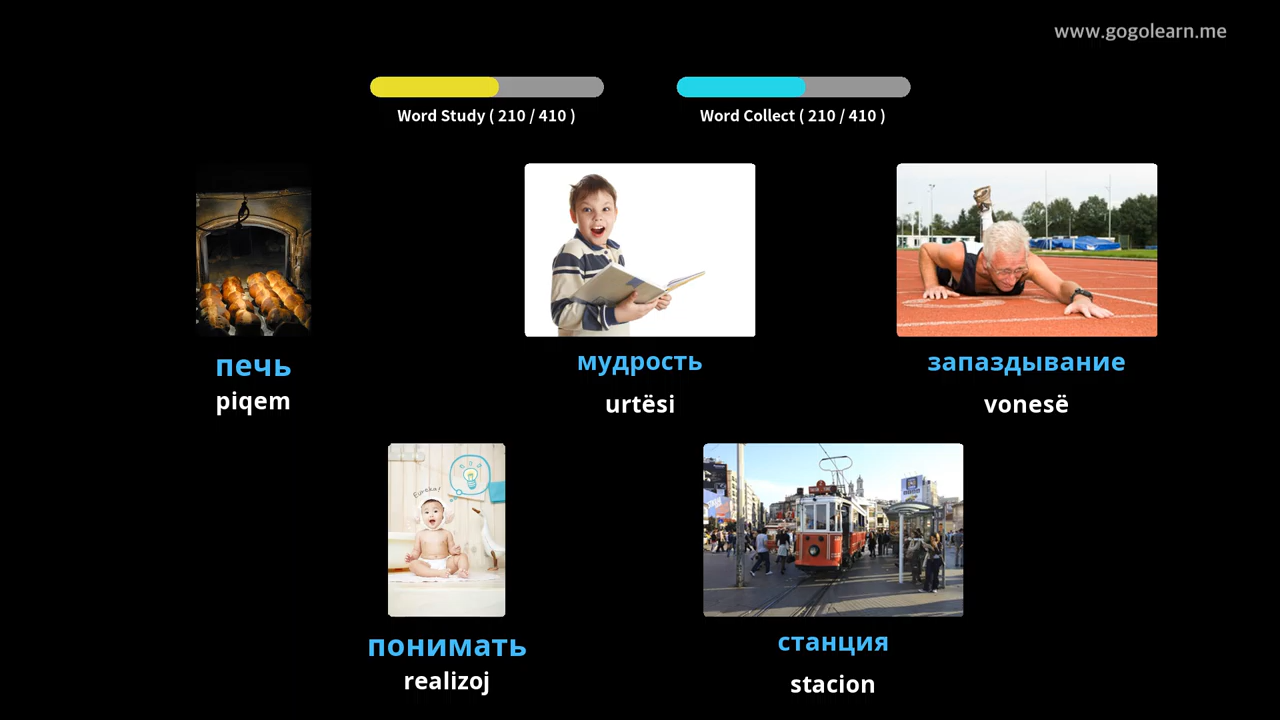 www.gogolearn.me
Word Study ( 210 / 410 )
Word Collect ( 210 / 410 )
печь
piqem
мудрость
urtësi
запаздывание
vonesë
Eureka!
понимать
realizoj
станция
stacion